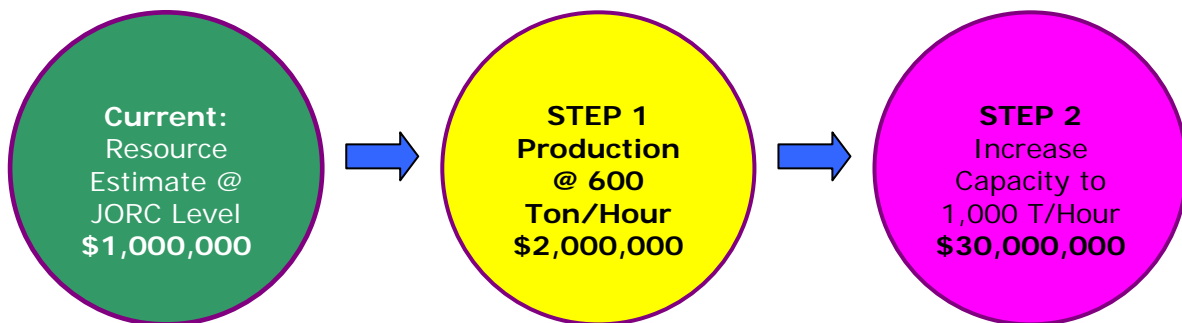 Current:
Resource
Estimate @
JORC Level
$1,000,000
STEP 1
Production
@ 600
Ton/Hour
$2,000,000
STEP 2
Increase
Capacity to
1,000 T/Hour
$30,000,000